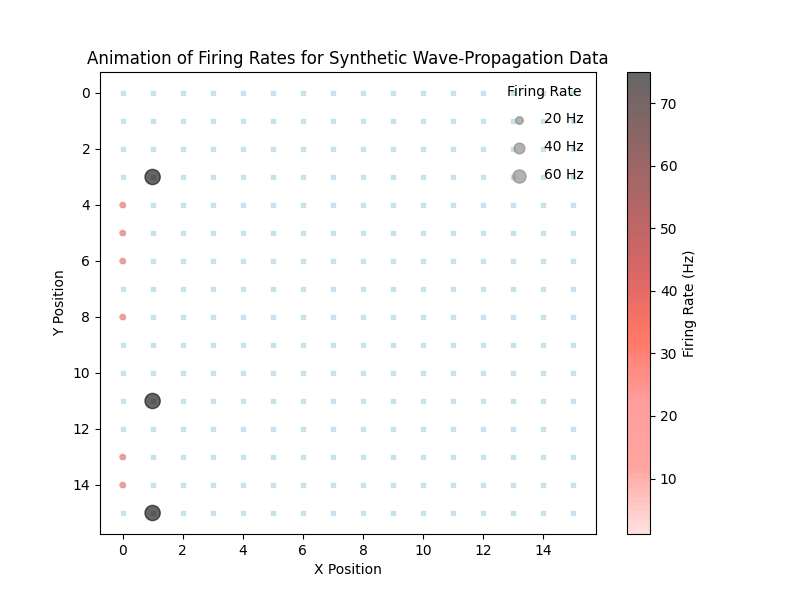 Animation of Firing Rates for Synthetic Wave-Propagation Data
Firing Rate
20 Hz
40 Hz
60 Hz
0
2
4
6
8
10
12
14
Y Position
0 2 4 6 8 10 12 14
X Position
70
60
50
40
30
20
10
Firing Rate (Hz)